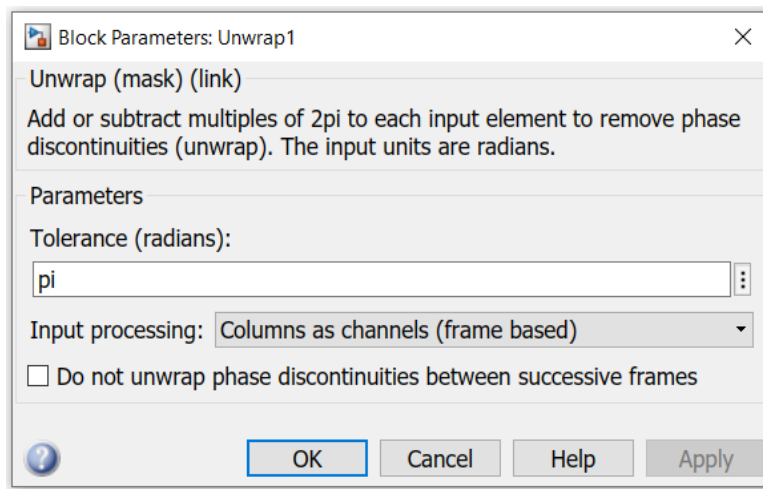 Block Parameters: Unwrap1
Unwrap (mask) (link)
Add or subtract multiples of 2pi to each input element to remove phase
discontinuities (unwrap). The input units are radians.
Parameters
Tolerance (radians):
pi
Input processing: Columns as channels (frame based)
Do not unwrap phase discontinuities between successive frames
? OK Cancel Help Apply